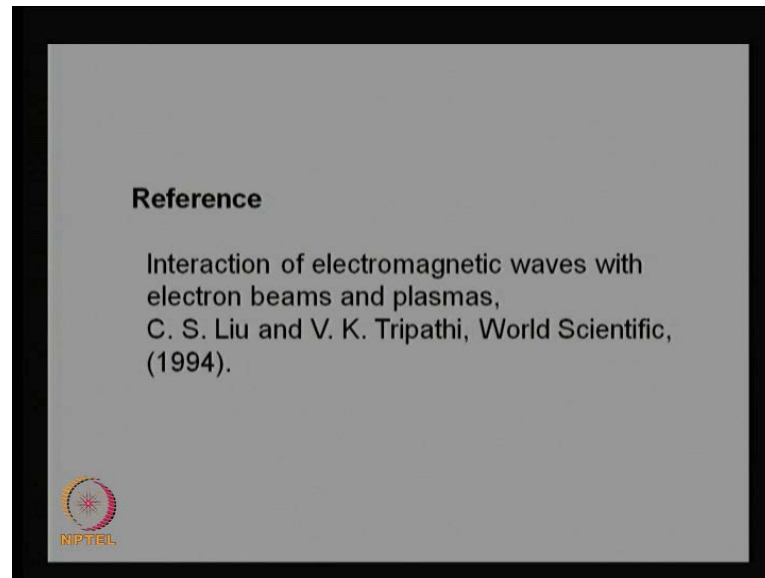 Reference
Interaction of electromagnetic waves with
electron beams and plasmas,
C. S. Liu and V. K. Tripathi, World Scientific,
(1994).
NPTEL